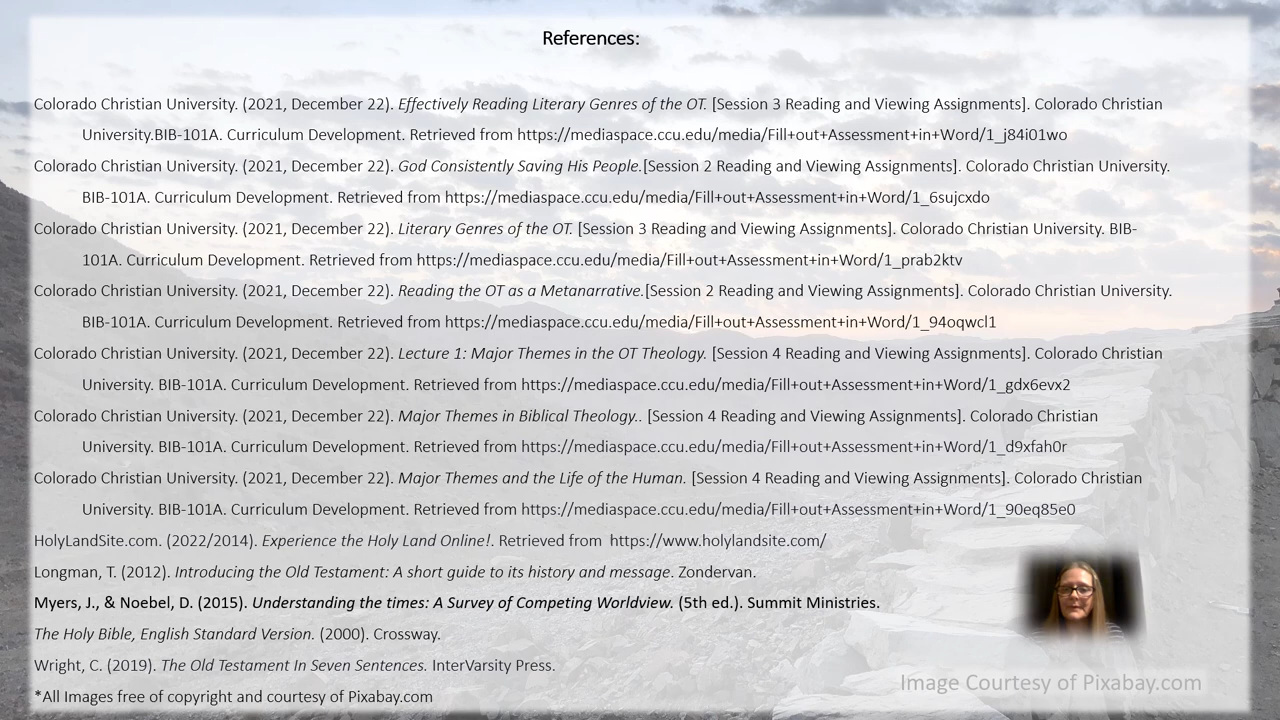 References:
Colorado Christian University. (2021, December 22). Effectively Reading Literary Genres of the OT. [Session 3 Reading and Viewing Assignments]. Colorado Christian
University.BIB-101A. Curriculum Development. Retrieved from https://mediaspace.ccu.edu/media/Fill+out+Assessment+in+Word/1_j84i01wo
Colorado Christian University. (2021, December 22). God Consistently Saving His People.[Session 2 Reading and Viewing Assignments]. Colorado Christian University.
BIB-101A. Curriculum Development. Retrieved from https://mediaspace.ccu.edu/media/Fill+out+Assessment+in+Word/1_6sujcxdo
Colorado Christian University. (2021, December 22). Literary Genres of the OT. [Session 3 Reading and Viewing Assignments]. Colorado Christian University. BIB-
101A. Curriculum Development. Retrieved from https://mediaspace.ccu.edu/media/Fill+out+Assessment+in+Word/1_prab2ktv
Colorado Christian University. (2021, December 22). Reading the OT as a Metanarrative.[Session 2 Reading and Viewing Assignments]. Colorado Christian University.
BIB-101A. Curriculum Development. Retrieved from https://mediaspace.ccu.edu/media/Fill+out+Assessment+in+Word/1_94oqwcl1
Colorado Christian University. (2021, December 22). Lecture 1: Major Themes in the OT Theology. [Session 4 Reading and Viewing Assignments]. Colorado Christian
University. BIB-101A. Curriculum Development. Retrieved from https://mediaspace.ccu.edu/media/Fill+out+Assessment+in+Word/1_gdx6evx2
Colorado Christian University. (2021, December 22). Major Themes in Biblical Theology.. [Session 4 Reading and Viewing Assignments]. Colorado Christian
University. BIB-101A. Curriculum Development. Retrieved from https://mediaspace.ccu.edu/media/Fill+out+Assessment+in+Word/1_d9xfah0r
Colorado Christian University. (2021, December 22). Major Themes and the Life of the Human. [Session 4 Reading and Viewing Assignments]. Colorado Christian
University. BIB-101A. Curriculum Development. Retrieved from https://mediaspace.ccu.edu/media/Fill+out+Assessment+in+Word/1_90eq85e0
HolyLandSite.com. (2022/2014). Experience the Holy Land Online!. Retrieved from https://www.holylandsite.com/
Longman, T. (2012). Introducing the Old Testament: A short guide to its history and message. Zondervan.
Myers, J., & Noebel, D. (2015). Understanding the times: A Survey of Competing Worldview. (5th ed.). Summit Ministries.
The Holy Bible, English Standard Version. (2000). Crossway.
Wright, C. (2019). The Old Testament In Seven Sentences. InterVarsity Press.
*All Images free of copyright and courtesy of Pixabay.com
Image Courtesy of Pixabay.com